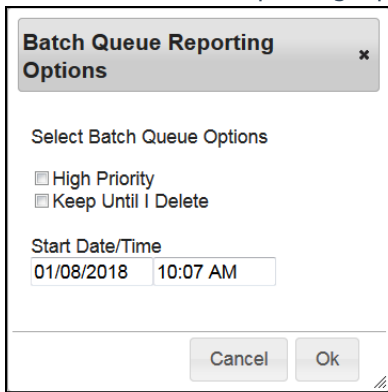 Batch Queue Reporting
Options
Select Batch Queue Options
High Priority
Keep Until I Delete
Start Date/Time
01/08/2018 10:07 AM
Cancel Ok